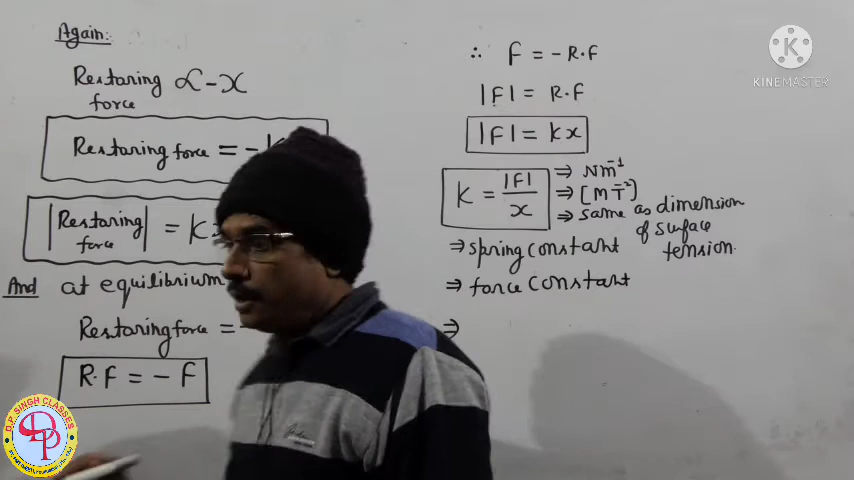 Again:
Restoring ∝ - x
force
Restoring force = - k
|Restoring force| = k
And at equilibrium
Restoring force = -
R.f = - F
∴ F = - R.F
|F| = R.F
|F| = kx
k = |F| / x
⇒ Nm⁻¹
⇒ [MT⁻²]
⇒ same as dimension
of surface
tension.
⇒ spring constant
⇒ force constant
⇒
K
KINEMASTER
D.P. SINGH CLASSES
DP